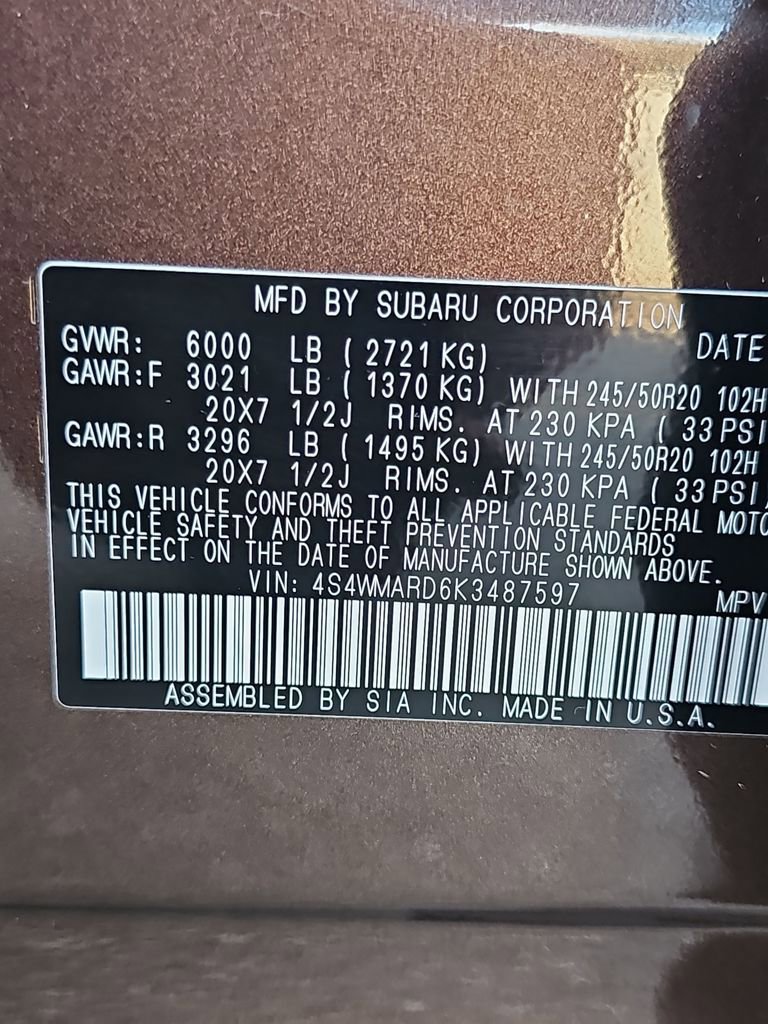 MFD BY SUBARU CORPORATION
GVWR: 6000 LB ( 2721 KG) DATE
GAWR:F 3021 LB ( 1370 KG) WITH 245/50R20 102H
20X7 1/2J RIMS. AT 230 KPA ( 33 PSI
GAWR:R 3296 LB ( 1495 KG) WITH 245/50R20 102H
20X7 1/2J RIMS. AT 230 KPA ( 33 PSI)
THIS VEHICLE CONFORMS TO ALL APPLICABLE FEDERAL MOTO
VEHICLE SAFETY AND THEFT PREVENTION STANDARDS
IN EFFECT ON THE DATE OF MANUFACTURE SHOWN ABOVE.
VIN: 4S4WMARD6K3487597 MPV
ASSEMBLED BY SIA INC. MADE IN U.S.A.